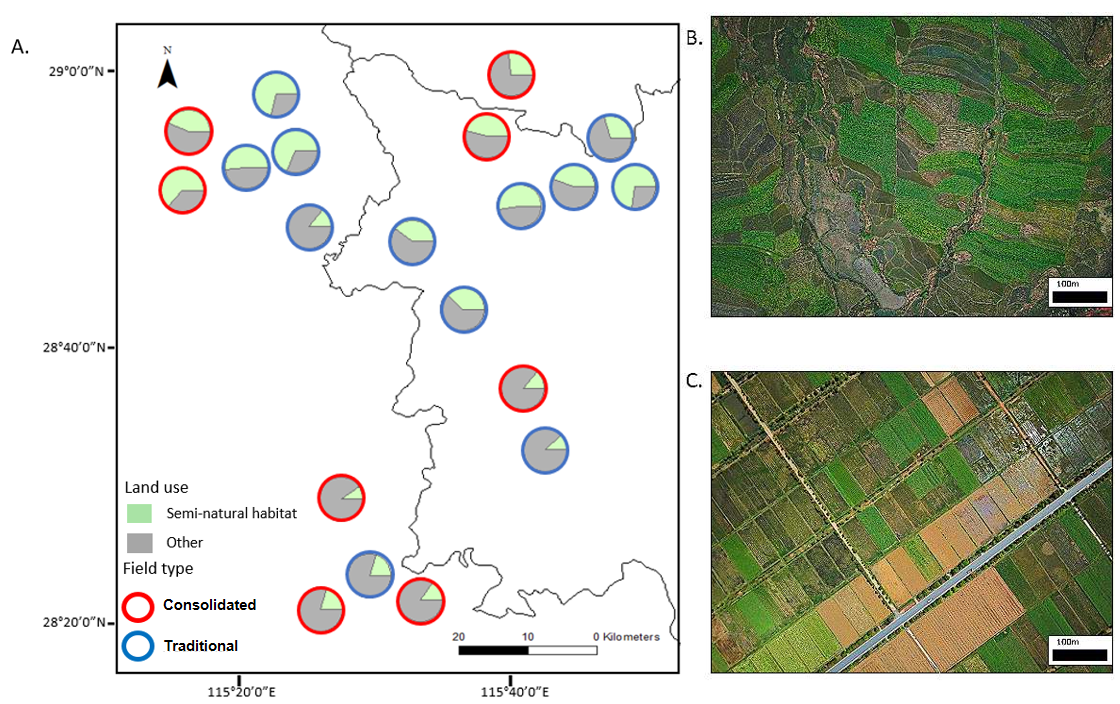 A.
N
29°0′0″N
28°40′0″N
28°20′0″N
115°20′0″E
115°40′0″E
Land use
Semi-natural habitat
Other
Field type
Consolidated
Traditional
20 10 0 Kilometers
B.
100m
C.
100m